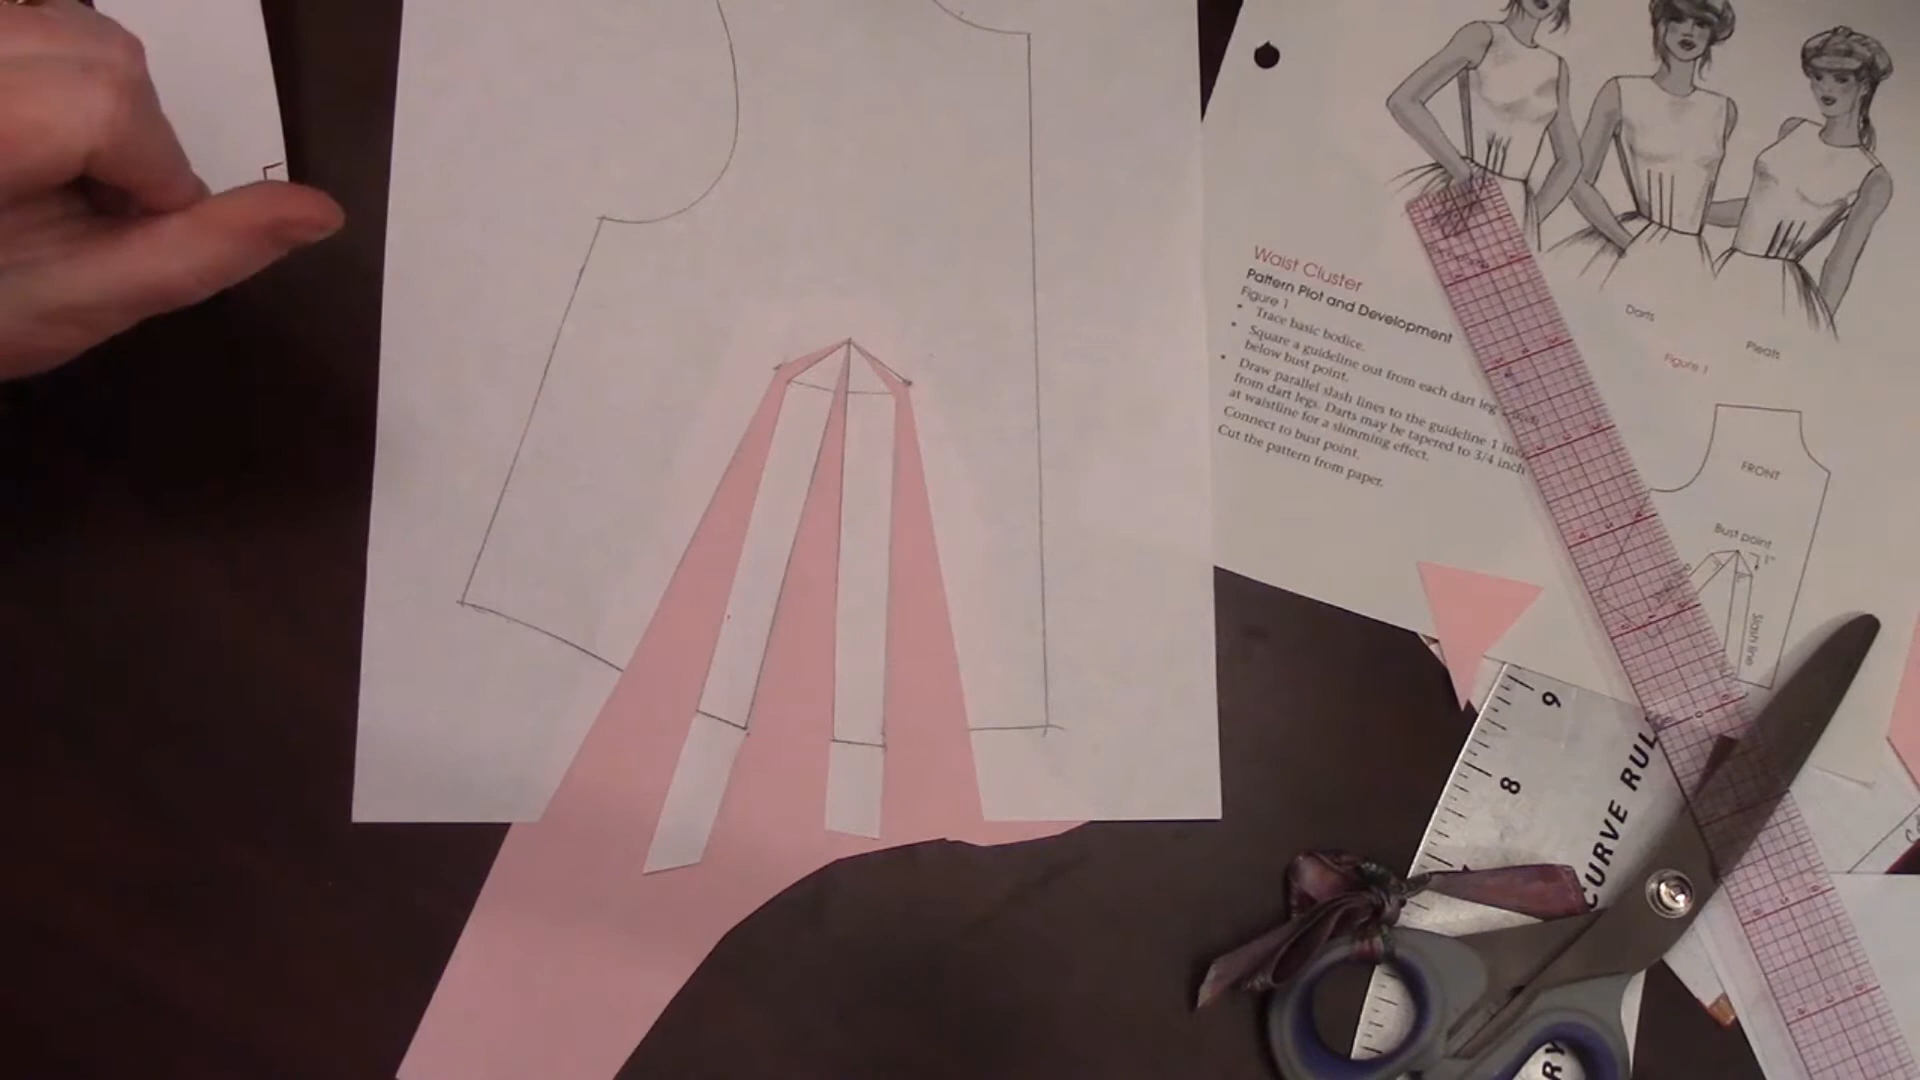 Waist Cluster
Pattern Plot and Development
Figure 1
• Trace basic bodice.
• Square a guideline out from each dart leg
below bust point.
• Draw parallel slash lines to the guideline 1 inch
from dart legs. Darts may be tapered to 3/4 inch
at waistline for a slimming effect.
Connect to bust point.
Cut the pattern from paper.
Darts
Pleats
Figure 1
FRONT
Bust point
1"
Slash line
9
8
CURVE RUL
RY